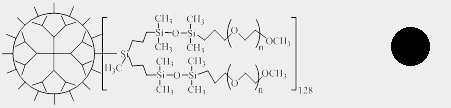 CH₃ CH₃
Si–O–Si ( O )ₙ OCH₃
CH₃ CH₃
Si
H₃C CH₃ CH₃
Si–O–Si ( O )ₙ OCH₃
CH₃ CH₃
128